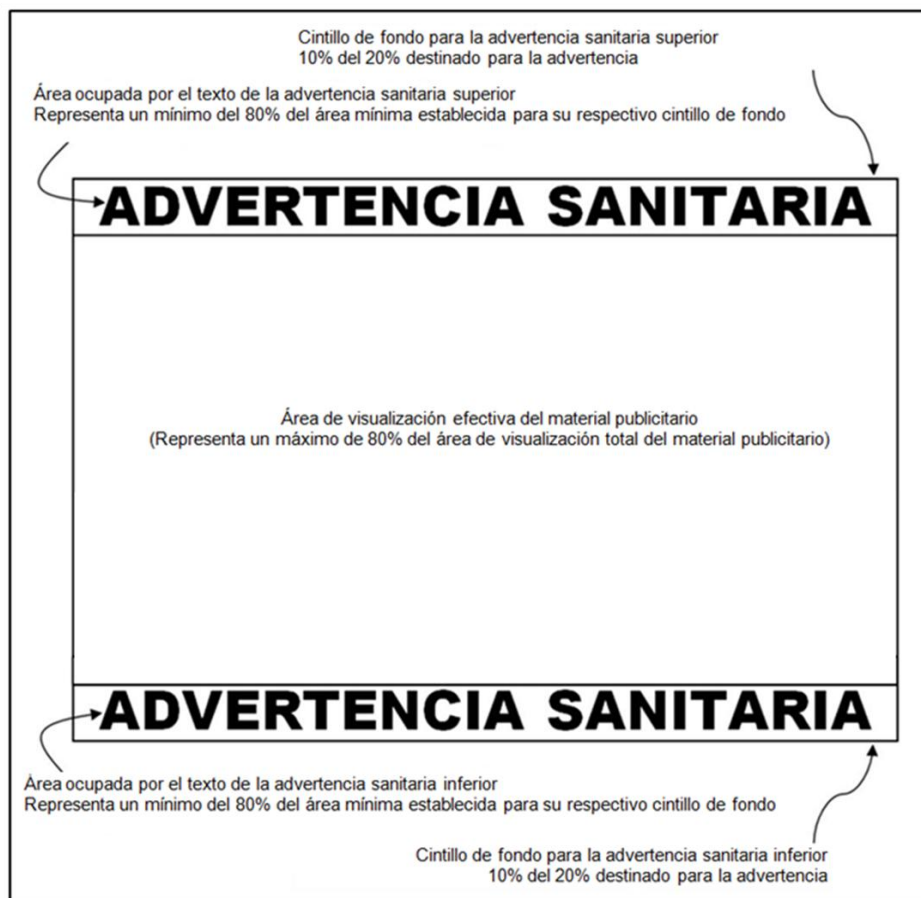 Cintillo de fondo para la advertencia sanitaria superior
10% del 20% destinado para la advertencia
Área ocupada por el texto de la advertencia sanitaria superior
Representa un mínimo del 80% del área mínima establecida para su respectivo cintillo de fondo
ADVERTENCIA SANITARIA
Área de visualización efectiva del material publicitario
(Representa un máximo de 80% del área de visualización total del material publicitario)
ADVERTENCIA SANITARIA
Área ocupada por el texto de la advertencia sanitaria inferior
Representa un mínimo del 80% del área mínima establecida para su respectivo cintillo de fondo
Cintillo de fondo para la advertencia sanitaria inferior
10% del 20% destinado para la advertencia